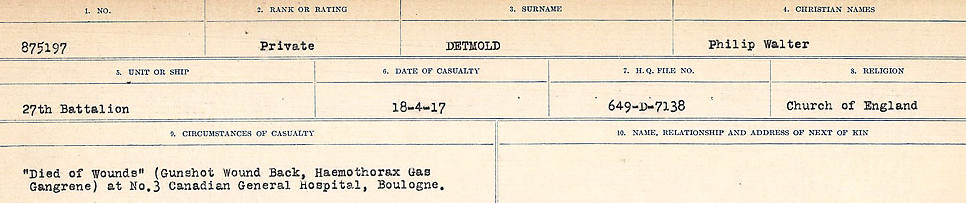 1. NO. 2. RANK OR RATING 3. SURNAME 4. CHRISTIAN NAMES
875197 Private DETMOLD Philip Walter
5. UNIT OR SHIP 6. DATE OF CASUALTY 7. H.Q. FILE NO. 8. RELIGION
27th Battalion 18-4-17 649-D-7138 Church of England
9. CIRCUMSTANCES OF CASUALTY 10. NAME, RELATIONSHIP AND ADDRESS OF NEXT OF KIN
"Died of Wounds" (Gunshot Wound Back, Haemothorax Gas
Gangrene) at No.3 Canadian General Hospital, Boulogne.